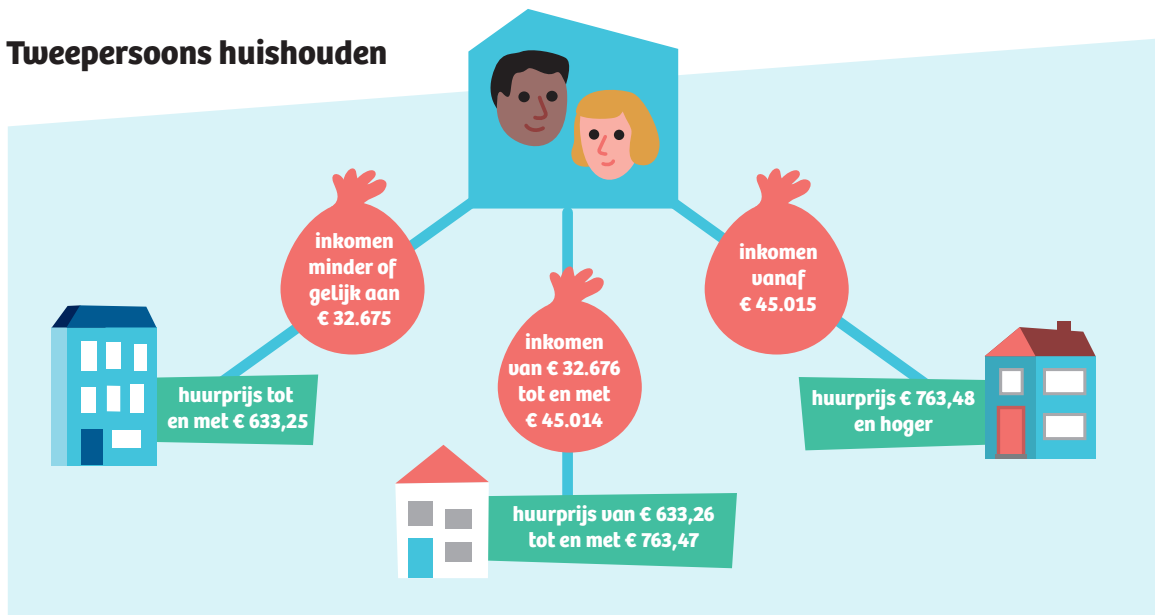 Tweepersoons huishouden
inkomen
minder of
gelijk aan
€ 32.675
huurprijs tot
en met € 633,25
inkomen
van € 32.676
tot en met
€ 45.014
huurprijs van € 633,26
tot en met € 763,47
inkomen
vanaf
€ 45.015
huurprijs € 763,48
en hoger